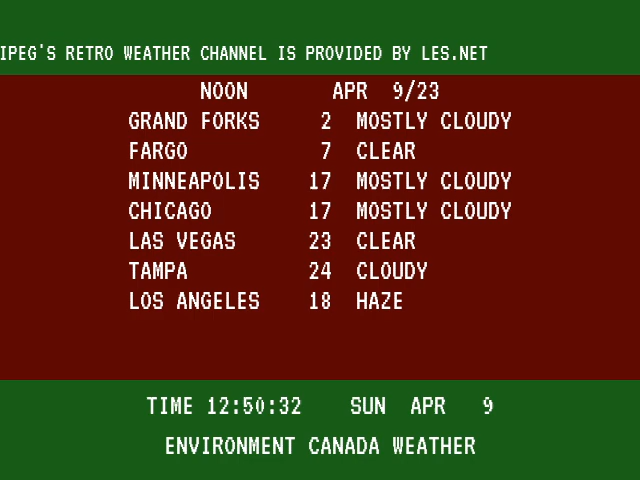 IPEG'S RETRO WEATHER CHANNEL IS PROVIDED BY LES.NET
NOON APR 9/23
GRAND FORKS 2 MOSTLY CLOUDY
FARGO 7 CLEAR
MINNEAPOLIS 17 MOSTLY CLOUDY
CHICAGO 17 MOSTLY CLOUDY
LAS VEGAS 23 CLEAR
TAMPA 24 CLOUDY
LOS ANGELES 18 HAZE
TIME 12:50:32 SUN APR 9
ENVIRONMENT CANADA WEATHER